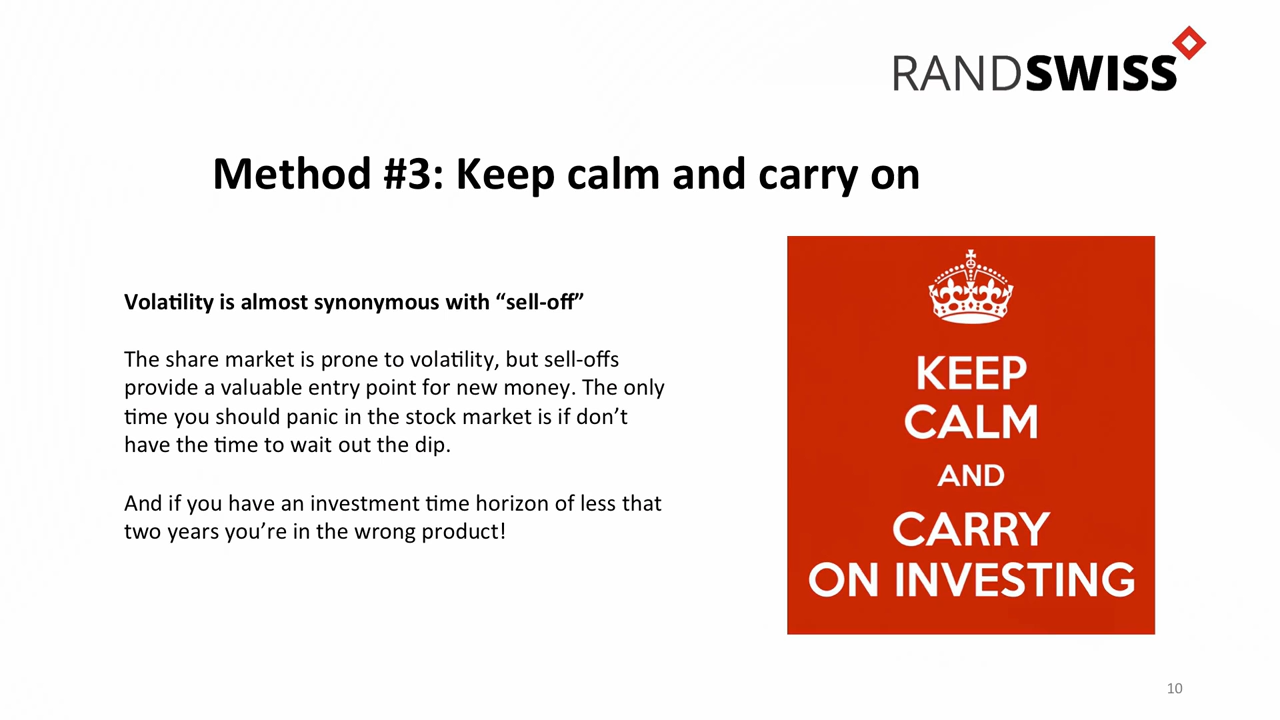 RANDSWISS
Method #3: Keep calm and carry on
Volatility is almost synonymous with “sell-off”
The share market is prone to volatility, but sell-offs
provide a valuable entry point for new money. The only
time you should panic in the stock market is if don’t
have the time to wait out the dip.
And if you have an investment time horizon of less that
two years you’re in the wrong product!
KEEP
CALM
AND
CARRY
ON INVESTING
10